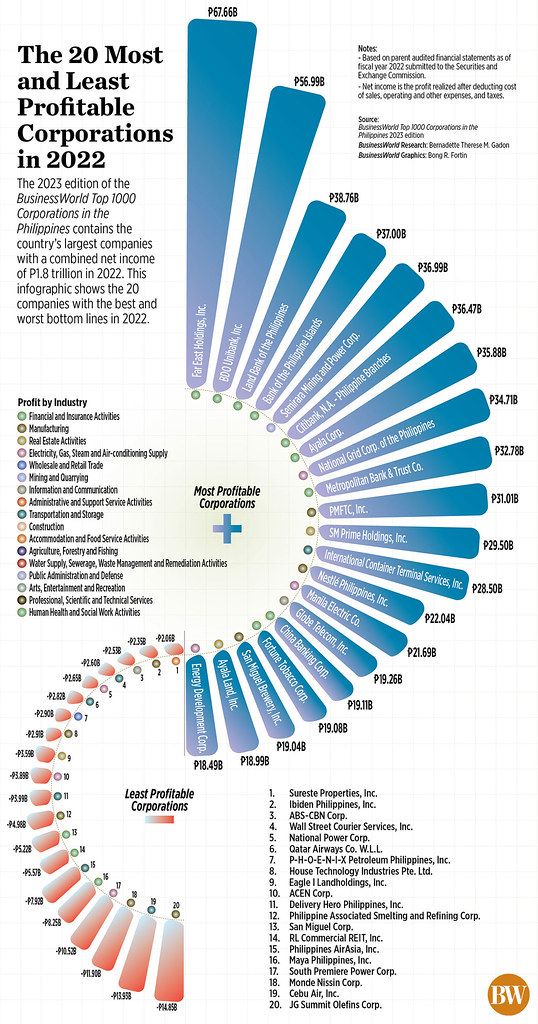 The 20 Most
and Least
Profitable
Corporations
in 2022
The 2023 edition of the
BusinessWorld Top 1000
Corporations in the
Philippines contains the
country's largest companies
with a combined net income
of P1.8 trillion in 2022. This
infographic shows the 20
companies with the best and
worst bottom lines in 2022.
Notes:
- Based on parent audited financial statements as of
fiscal year 2022 submitted to the Securities and
Exchange Commission.
- Net income is the profit realized after deducting cost
of sales, operating and other expenses, and taxes.
Source:
BusinessWorld Top 1000 Corporations in the
Philippines 2023 edition
BusinessWorld Research: Bernadette Therese M. Gadon
BusinessWorld Graphics: Bong R. Fortin
₱67.66B
Far East Holdings, Inc.
₱56.99B
BDO Unibank, Inc.
₱38.76B
Land Bank of the Philippines
₱37.00B
Bank of the Philippine Islands
₱36.99B
Semirara Mining and Power Corp.
₱36.47B
Citibank, N.A. - Philippine Branches
₱35.88B
Ayala Corp.
₱34.71B
National Grid Corp. of the Philippines
₱32.78B
Metropolitan Bank & Trust Co.
₱31.01B
PMFTC, Inc.
₱29.50B
SM Prime Holdings, Inc.
₱28.50B
International Container Terminal Services, Inc.
₱22.04B
Nestlé Philippines, Inc.
₱21.69B
Manila Electric Co.
₱19.26B
Globe Telecom, Inc.
₱19.11B
China Banking Corp.
₱19.08B
Fortune Tobacco Corp.
₱19.04B
San Miguel Brewery, Inc.
₱18.99B
Ayala Land, Inc.
₱18.49B
Energy Development Corp.
Profit by Industry
Financial and Insurance Activities
Manufacturing
Real Estate Activities
Electricity, Gas, Steam and Air-conditioning Supply
Wholesale and Retail Trade
Mining and Quarrying
Information and Communication
Administrative and Support Service Activities
Transportation and Storage
Construction
Accommodation and Food Service Activities
Agriculture, Forestry and Fishing
Water Supply, Sewerage, Waste Management and Remediation Activities
Public Administration and Defense
Arts, Entertainment and Recreation
Professional, Scientific and Technical Services
Human Health and Social Work Activities
Most Profitable
Corporations
+
-₱2.06B
1
-₱2.35B
2
-₱2.53B
3
-₱2.60B
4
-₱2.65B
5
-₱2.82B
6
-₱2.90B
7
-₱2.91B
8
-₱3.59B
9
-₱3.89B
10
-₱3.99B
11
-₱4.98B
12
-₱5.22B
13
-₱5.57B
14
-₱7.92B
15
-₱8.25B
16
-₱10.52B
17
-₱11.90B
18
-₱13.93B
19
-₱14.85B
20
Least Profitable
Corporations
1. Sureste Properties, Inc.
2. Ibiden Philippines, Inc.
3. ABS-CBN Corp.
4. Wall Street Courier Services, Inc.
5. National Power Corp.
6. Qatar Airways Co. W.L.L.
7. P-H-O-E-N-I-X Petroleum Philippines, Inc.
8. House Technology Industries Pte. Ltd.
9. Eagle I Landholdings, Inc.
10. ACEN Corp.
11. Delivery Hero Philippines, Inc.
12. Philippine Associated Smelting and Refining Corp.
13. San Miguel Corp.
14. RL Commercial REIT, Inc.
15. Philippines AirAsia, Inc.
16. Maya Philippines, Inc.
17. South Premiere Power Corp.
18. Monde Nissin Corp.
19. Cebu Air, Inc.
20. JG Summit Olefins Corp.
BW